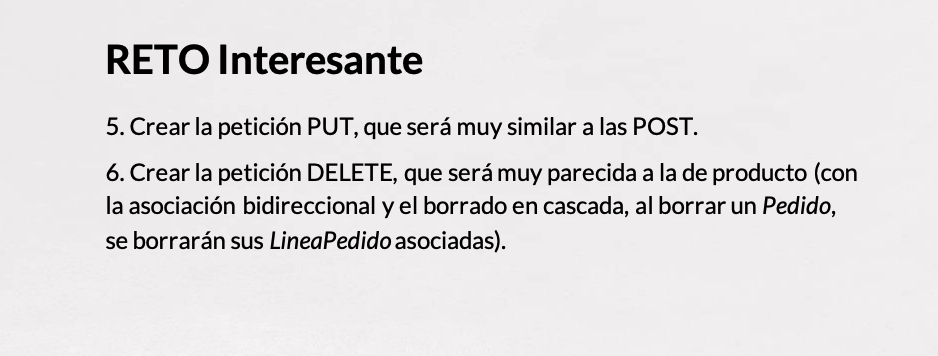 RETO Interesante
5. Crear la petición PUT, que será muy similar a las POST.
6. Crear la petición DELETE, que será muy parecida a la de producto (con
la asociación bidireccional y el borrado en cascada, al borrar un Pedido,
se borrarán sus LineaPedido asociadas).